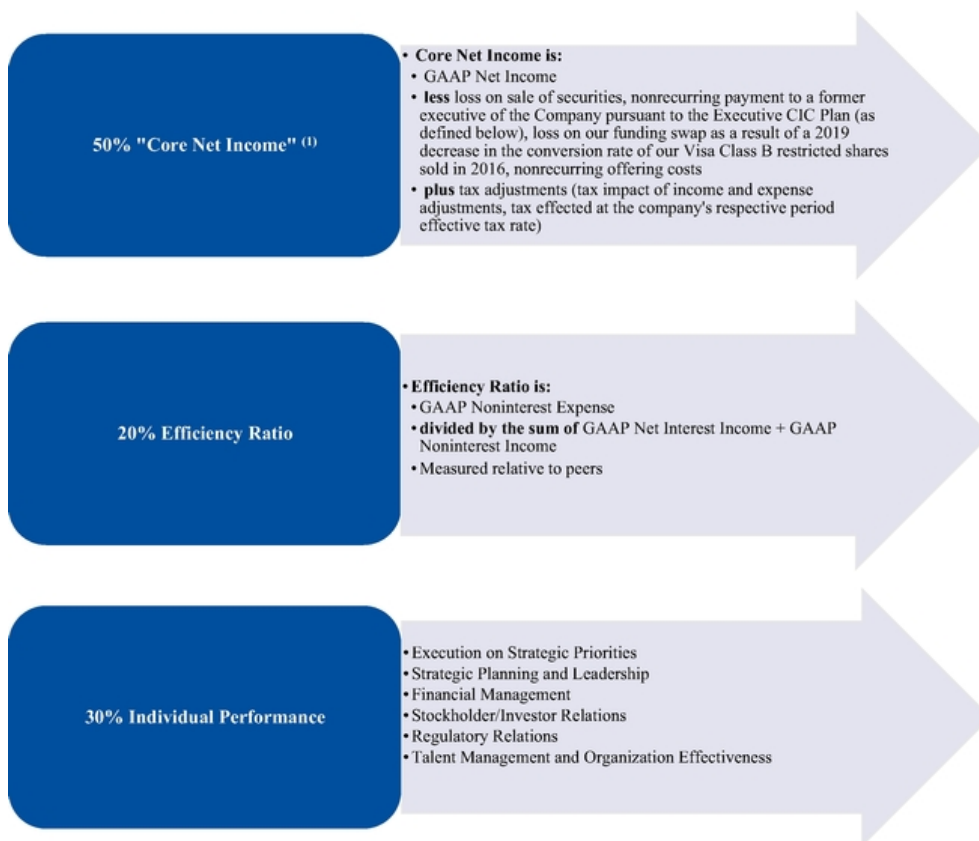 50% "Core Net Income" (1)
• Core Net Income is:
• GAAP Net Income
• less loss on sale of securities, nonrecurring payment to a former
executive of the Company pursuant to the Executive CIC Plan (as
defined below), loss on our funding swap as a result of a 2019
decrease in the conversion rate of our Visa Class B restricted shares
sold in 2016, nonrecurring offering costs
• plus tax adjustments (tax impact of income and expense
adjustments, tax effected at the company's respective period
effective tax rate)
20% Efficiency Ratio
• Efficiency Ratio is:
• GAAP Noninterest Expense
• divided by the sum of GAAP Net Interest Income + GAAP
Noninterest Income
• Measured relative to peers
30% Individual Performance
• Execution on Strategic Priorities
• Strategic Planning and Leadership
• Financial Management
• Stockholder/Investor Relations
• Regulatory Relations
• Talent Management and Organization Effectiveness